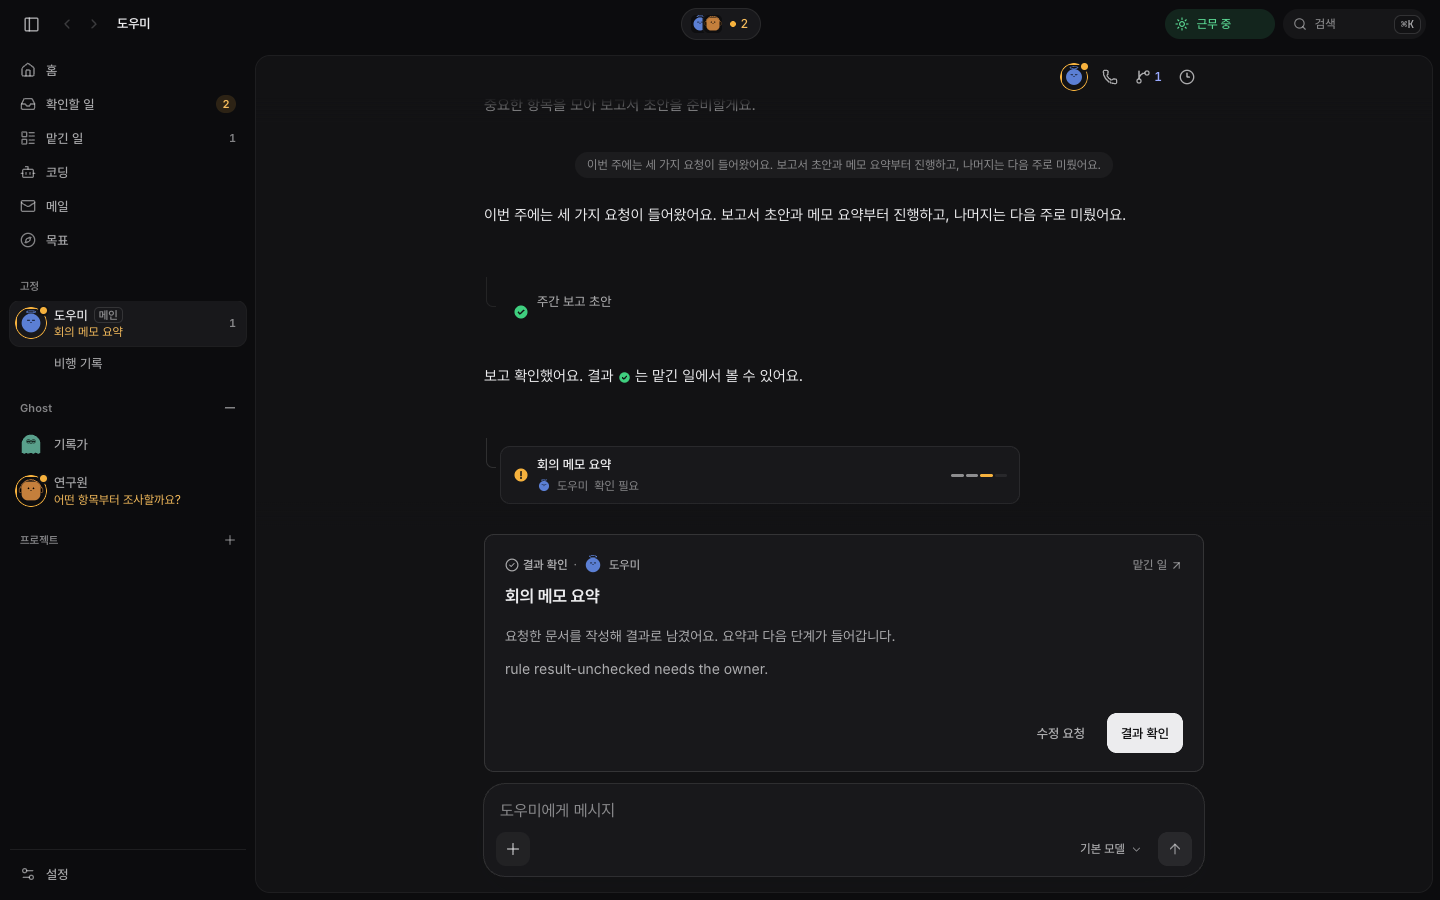 도우미
2
근무 중
검색
⌘K
홈
확인할 일
2
맡긴 일
1
코딩
메일
목표
고정
도우미 메인
회의 메모 요약
1
비행 기록
Ghost
기록가
연구원
어떤 항목부터 조사할까요?
프로젝트
설정
1
중요한 항목을 모아 보고서 초안을 준비할게요.
이번 주에는 세 가지 요청이 들어왔어요. 보고서 초안과 메모 요약부터 진행하고, 나머지는 다음 주로 미뤘어요.
이번 주에는 세 가지 요청이 들어왔어요. 보고서 초안과 메모 요약부터 진행하고, 나머지는 다음 주로 미뤘어요.
주간 보고 초안
보고 확인했어요. 결과 는 맡긴 일에서 볼 수 있어요.
회의 메모 요약
도우미 확인 필요
결과 확인 · 도우미
맡긴 일
회의 메모 요약
요청한 문서를 작성해 결과로 남겼어요. 요약과 다음 단계가 들어갑니다.
rule result-unchecked needs the owner.
수정 요청
결과 확인
도우미에게 메시지
기본 모델